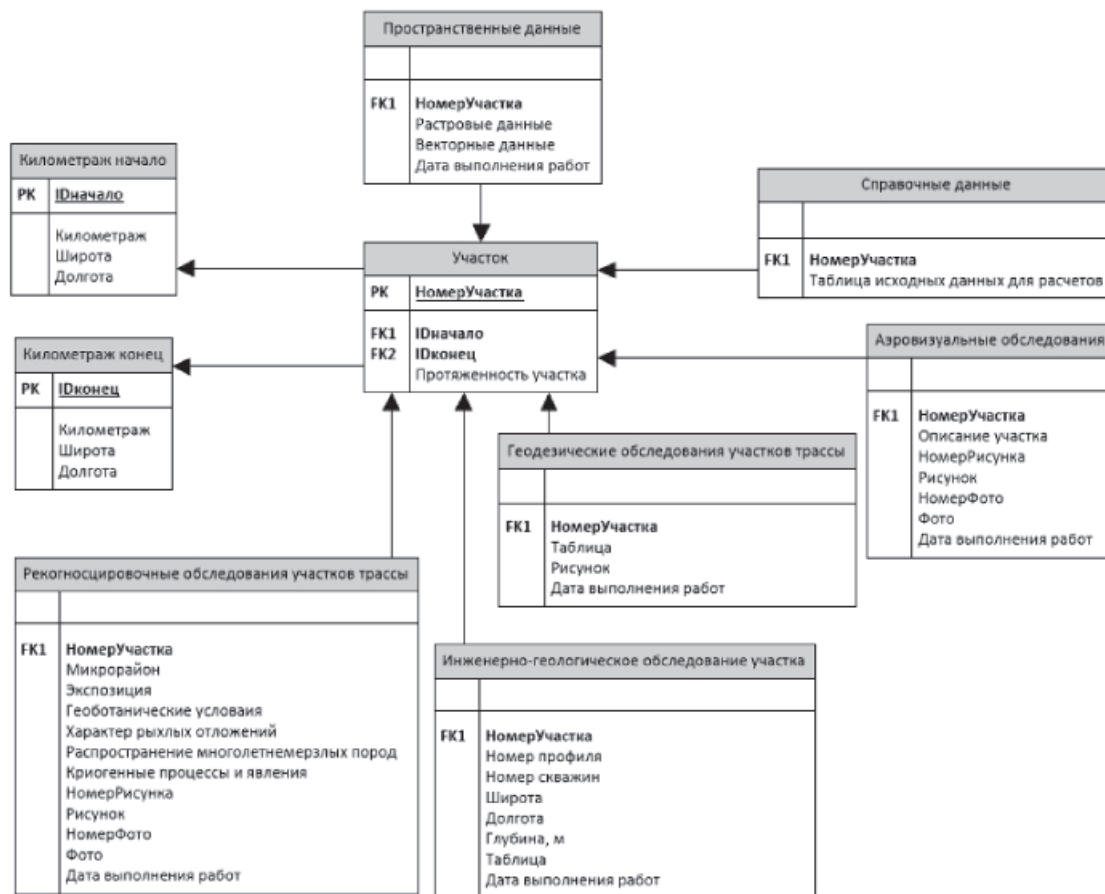 Пространственные данные
FK1 НомерУчастка
Растровые данные
Векторные данные
Дата выполнения работ
Километраж начало
PK IDначало
Километраж
Широта
Долгота
Справочные данные
FK1 НомерУчастка
Таблица исходных данных для расчетов
Участок
PK НомерУчастка
FK1 IDначало
FK2 IDконец
Протяженность участка
Километраж конец
PK IDконец
Километраж
Широта
Долгота
Аэровизуальные обследования
FK1 НомерУчастка
Описание участка
НомерРисунка
Рисунок
НомерФото
Фото
Дата выполнения работ
Геодезические обследования участков трассы
FK1 НомерУчастка
Таблица
Рисунок
Дата выполнения работ
Рекогносцировочные обследования участков трассы
FK1 НомерУчастка
Микрорайон
Экспозиция
Геоботанические условаия
Характер рыхлых отложений
Распространение многолетнемерзлых пород
Криогенные процессы и явления
НомерРисунка
Рисунок
НомерФото
Фото
Дата выполнения работ
Инженерно-геологическое обследование участка
FK1 НомерУчастка
Номер профиля
Номер скважин
Широта
Долгота
Глубина, м
Таблица
Дата выполнения работ